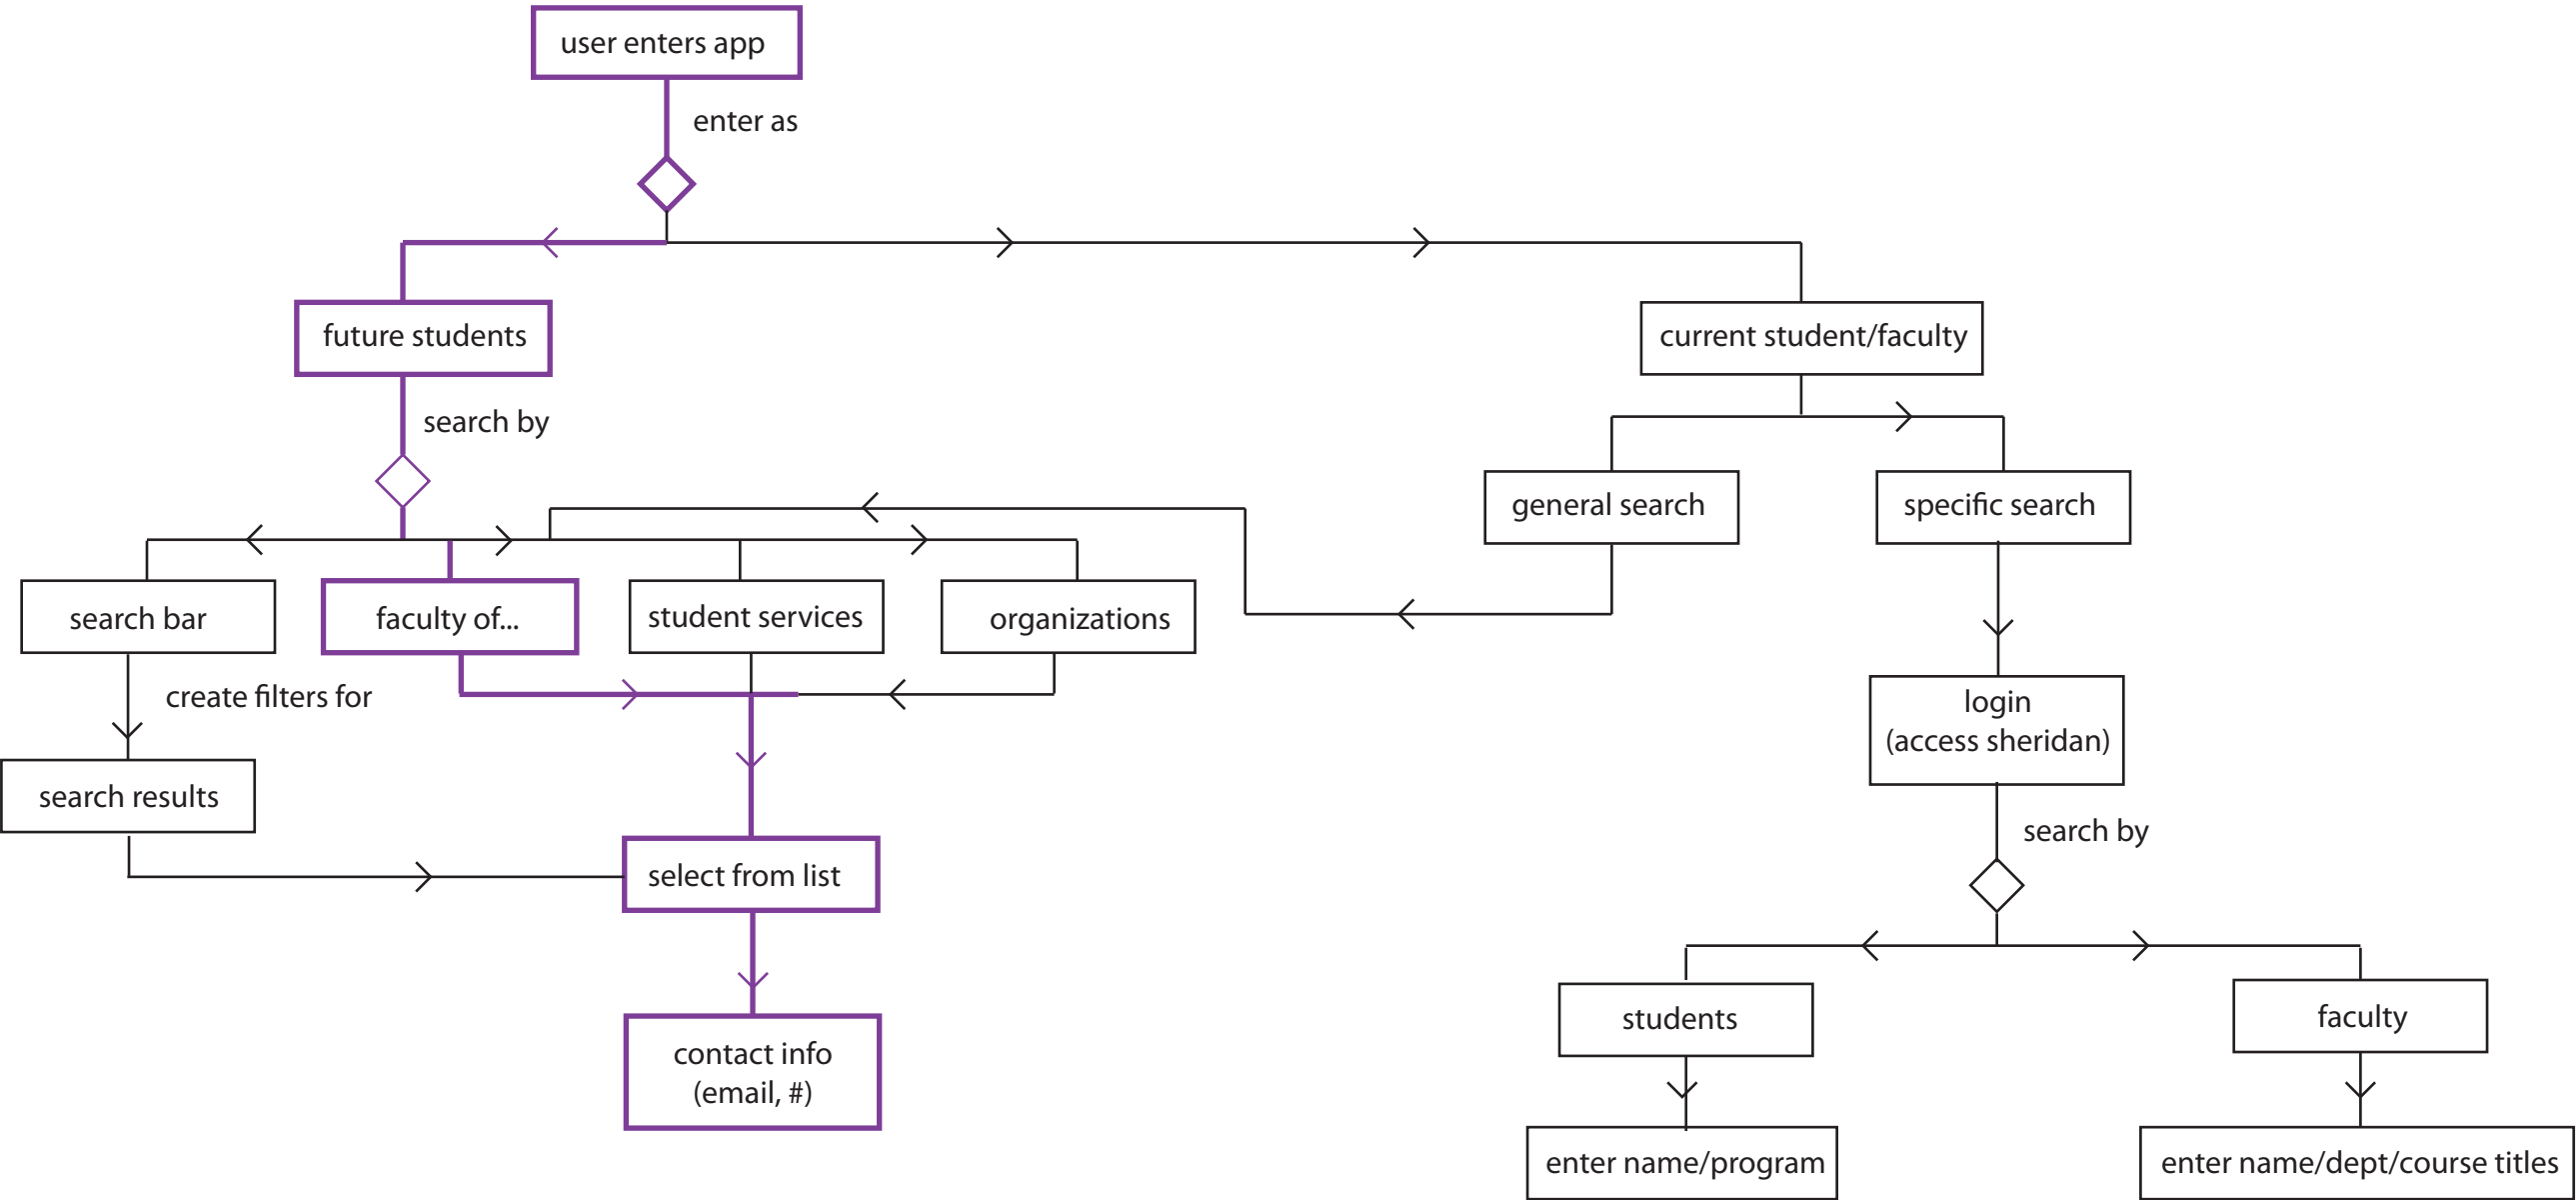 user enters app
enter as
future students
current student/faculty
search by
general search
specific search
search bar
faculty of...
student services
organizations
create filters for
login
(access sheridan)
search results
search by
select from list
students
faculty
contact info
(email, #)
enter name/program
enter name/dept/course titles